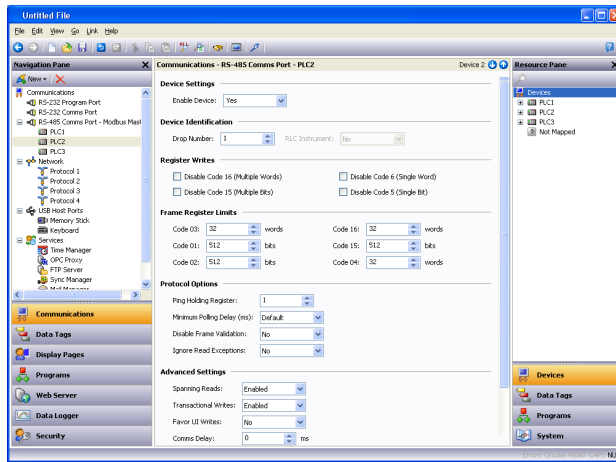 Untitled File
File Edit View Go Link Help
Navigation Pane
New
Communications
RS-232 Program Port
RS-232 Comms Port
RS-485 Comms Port - Modbus Mast
PLC1
PLC2
PLC3
Network
Protocol 1
Protocol 2
Protocol 3
Protocol 4
USB Host Ports
Memory Stick
Keyboard
Services
Time Manager
OPC Proxy
FTP Server
Sync Manager
Mail Manager
Communications
Data Tags
Display Pages
Programs
Web Server
Data Logger
Security
Communications - RS-485 Comms Port - PLC2 Device 2
Device Settings
Enable Device: Yes
Device Identification
Drop Number: 1 RLC Instrument: No
Register Writes
Disable Code 16 (Multiple Words) Disable Code 6 (Single Word)
Disable Code 15 (Multiple Bits) Disable Code 5 (Single Bit)
Frame Register Limits
Code 03: 32 words Code 16: 32 words
Code 01: 512 bits Code 15: 512 bits
Code 02: 512 bits Code 04: 32 words
Protocol Options
Ping Holding Register: 1
Minimum Polling Delay (ms): Default
Disable Frame Validation: No
Ignore Read Exceptions: No
Advanced Settings
Spanning Reads: Enabled
Transactional Writes: Enabled
Favor UI Writes: No
Comms Delay: 0 ms
Resource Pane
Devices
PLC1
PLC2
PLC3
Not Mapped
Devices
Data Tags
Programs
System
READ CAPS NU